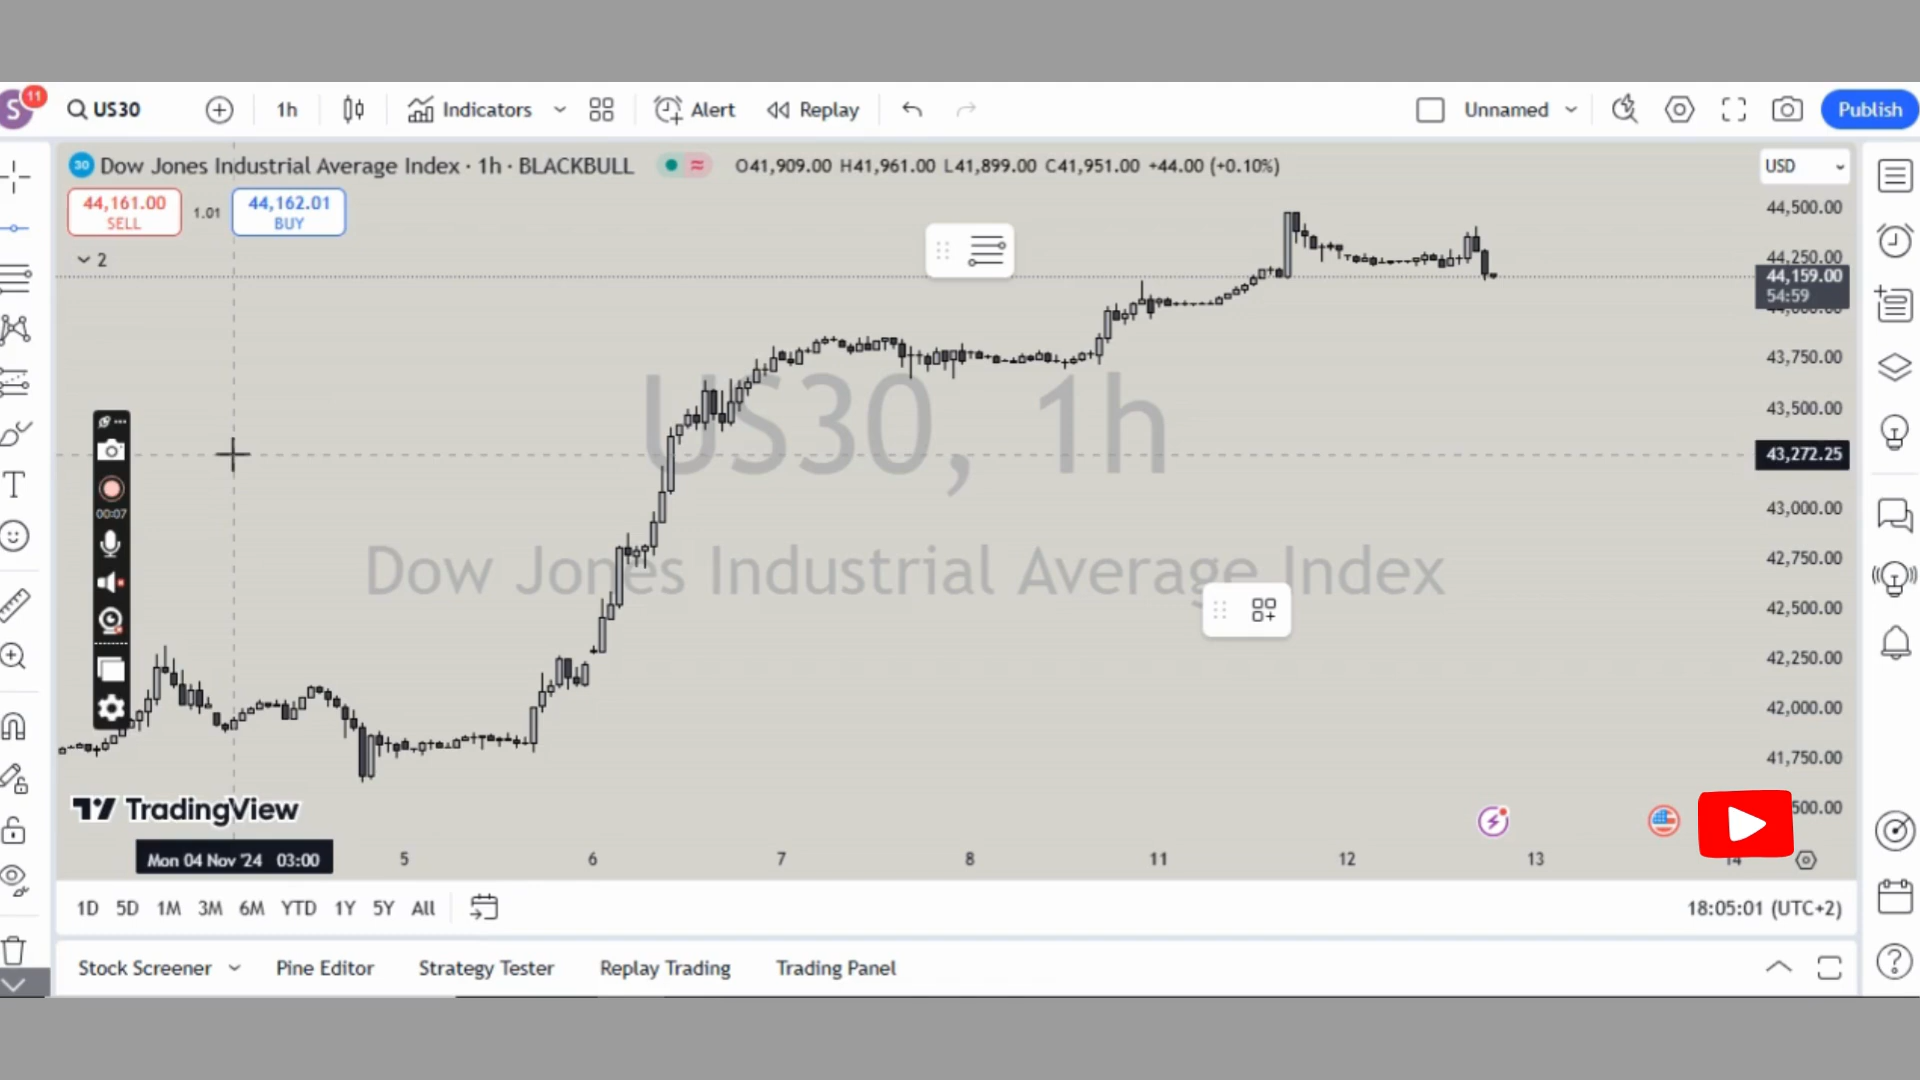 S 11 US30 1h Indicators Alert Replay Unnamed Publish
30 Dow Jones Industrial Average Index · 1h · BLACKBULL O41,909.00 H41,961.00 L41,899.00 C41,951.00 +44.00 (+0.10%) USD
44,161.00
SELL
1.01
44,162.01
BUY
2
US30, 1h
Dow Jones Industrial Average Index
00:07
T
44,500.00
44,250.00
44,159.00
54:59
43,750.00
43,500.00
43,272.25
43,000.00
42,750.00
42,500.00
42,250.00
42,000.00
41,750.00
500.00
TradingView
Mon 04 Nov '24 03:00 5 6 7 8 11 12 13 14
1D 5D 1M 3M 6M YTD 1Y 5Y All 18:05:01 (UTC+2)
Stock Screener Pine Editor Strategy Tester Replay Trading Trading Panel